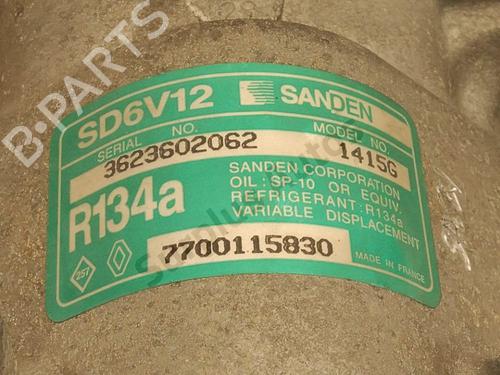 B-PARTS
SD6V12 SANDEN
SERIAL NO. MODEL NO.
3623602062 1415G
R134a
SANDEN CORPORATION
OIL: SP-10 OR EQUIV.
REFRIGERANT: R134a
VARIABLE DISPLACEMENT
7700115830
MADE IN FRANCE
257